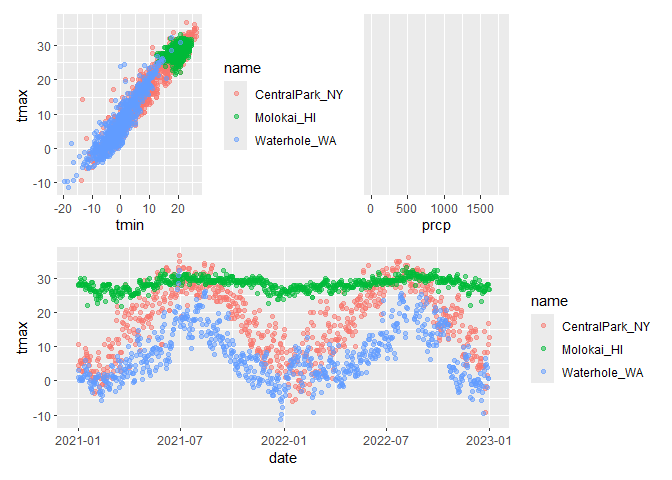 30
20
10
0
-10
tmax
-20 -10 0 10 20
tmin
name
CentralPark_NY
Molokai_HI
Waterhole_WA
0 500 1000 1500
prcp
30
20
10
0
-10
tmax
2021-01 2021-07 2022-01 2022-07 2023-01
date
name
CentralPark_NY
Molokai_HI
Waterhole_WA